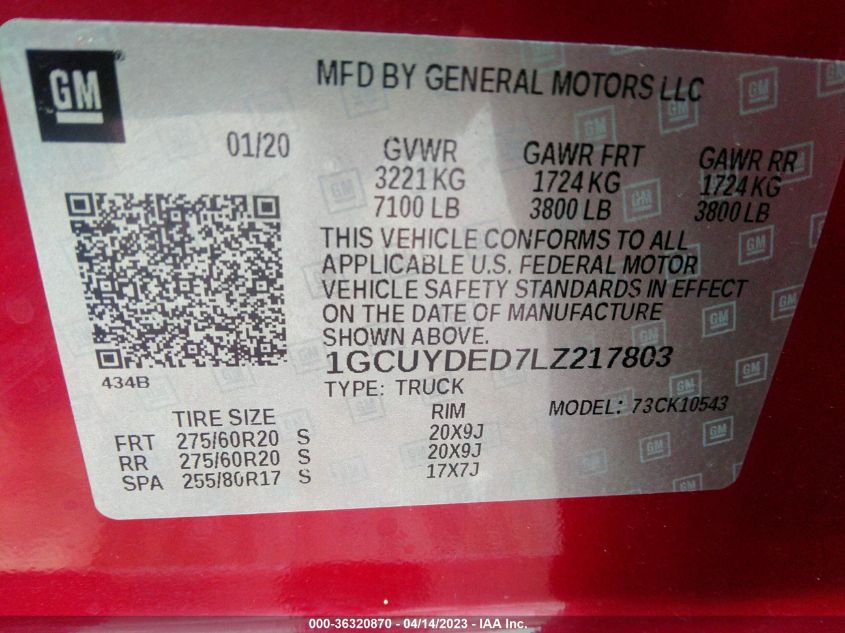 GM
MFD BY GENERAL MOTORS LLC
01/20
GVWR GAWR FRT GAWR RR
3221 KG 1724 KG 1724 KG
7100 LB 3800 LB 3800 LB
THIS VEHICLE CONFORMS TO ALL
APPLICABLE U.S. FEDERAL MOTOR
VEHICLE SAFETY STANDARDS IN EFFECT
ON THE DATE OF MANUFACTURE
SHOWN ABOVE.
434B
1GCUYDED7LZ217803
TYPE: TRUCK
MODEL: 73CK10543
TIRE SIZE RIM
FRT 275/60R20 S 20X9J
RR 275/60R20 S 20X9J
SPA 255/80R17 S 17X7J
000-36320870 - 04/14/2023 - IAA Inc.